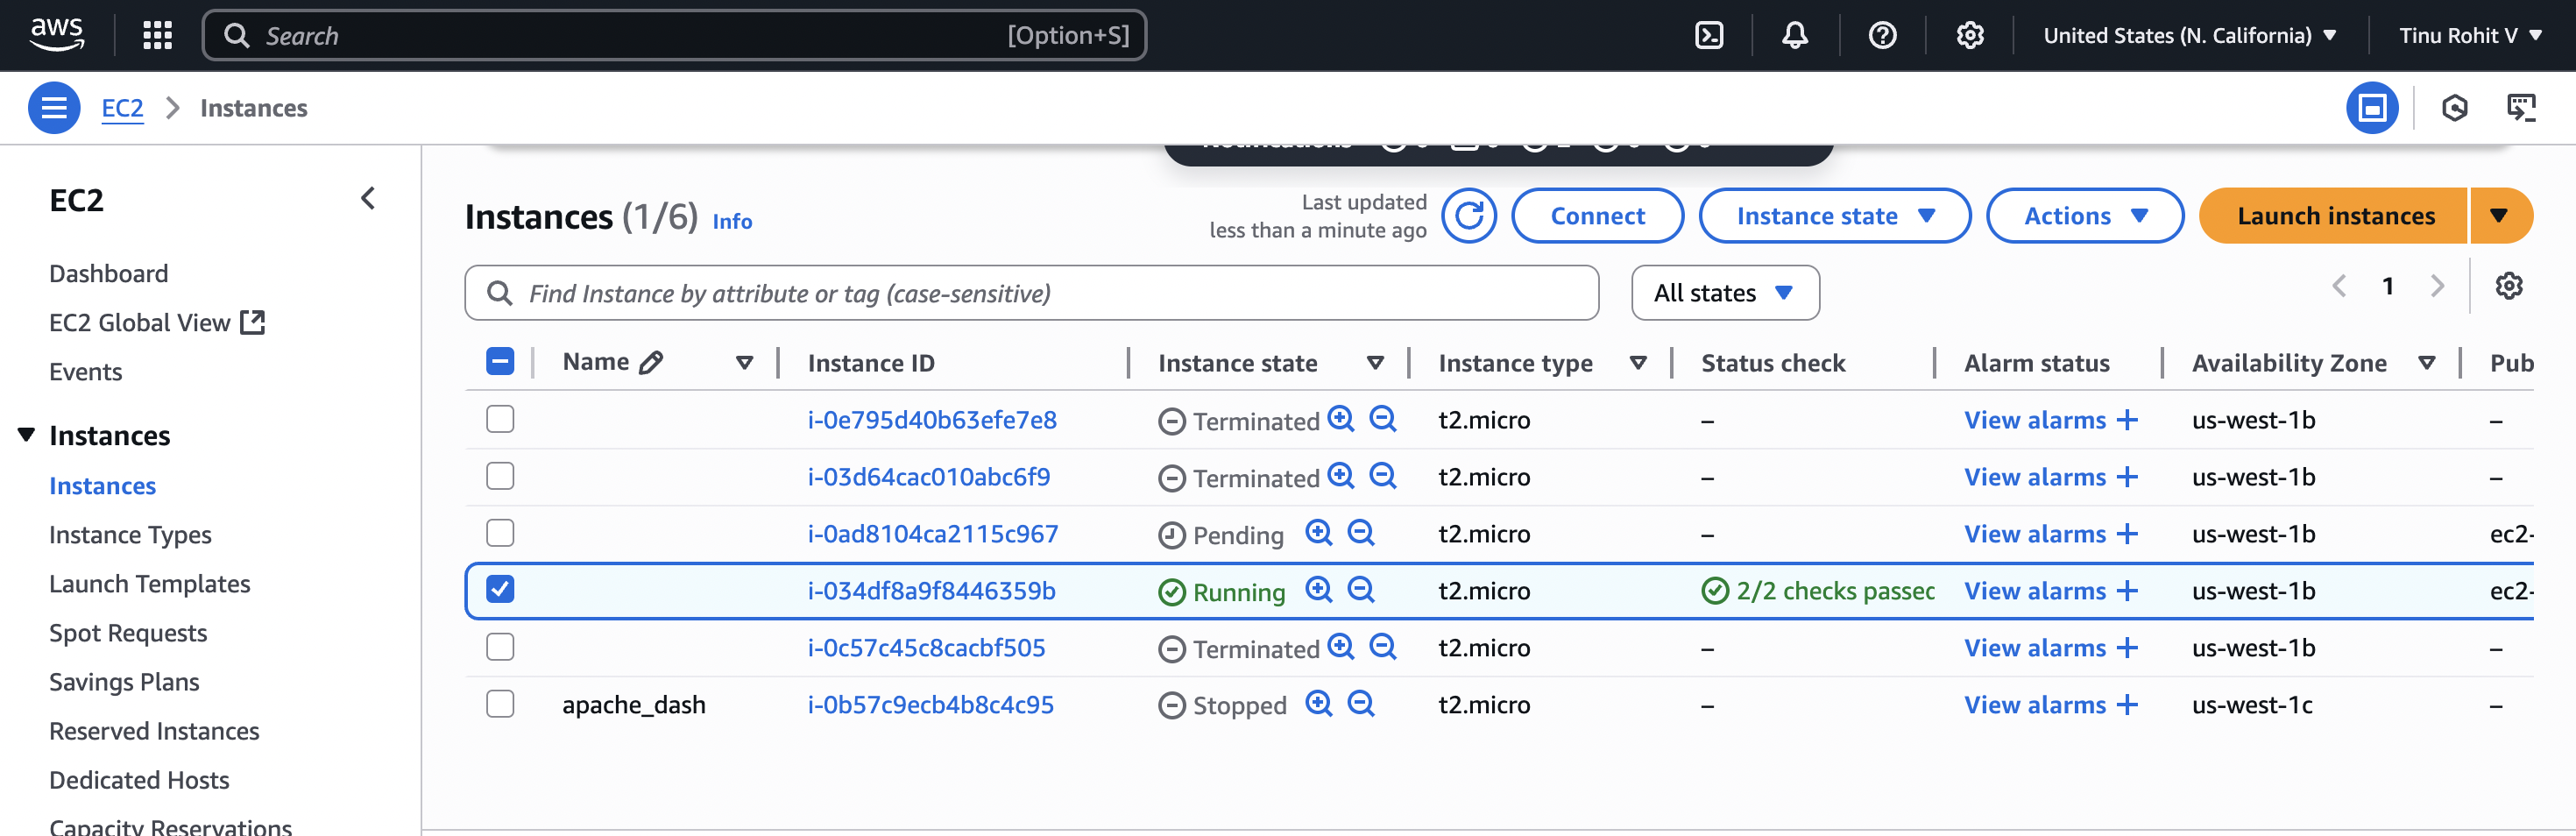 aws
Search [Option+S]
United States (N. California)
Tinu Rohit V
EC2
Instances
EC2
Dashboard
EC2 Global View
Events
Instances
Instances
Instance Types
Launch Templates
Spot Requests
Savings Plans
Reserved Instances
Dedicated Hosts
Capacity Reservations
Instances (1/6) Info
Last updated
less than a minute ago
Connect
Instance state
Actions
Launch instances
Find Instance by attribute or tag (case-sensitive)
All states
1
Name Instance ID Instance state Instance type Status check Alarm status Availability Zone Pub
i-0e795d40b63efe7e8 Terminated t2.micro – View alarms + us-west-1b –
i-03d64cac010abc6f9 Terminated t2.micro – View alarms + us-west-1b –
i-0ad8104ca2115c967 Pending t2.micro – View alarms + us-west-1b ec2-
i-034df8a9f8446359b Running t2.micro 2/2 checks passec View alarms + us-west-1b ec2-
i-0c57c45c8cacbf505 Terminated t2.micro – View alarms + us-west-1b –
apache_dash i-0b57c9ecb4b8c4c95 Stopped t2.micro – View alarms + us-west-1c –